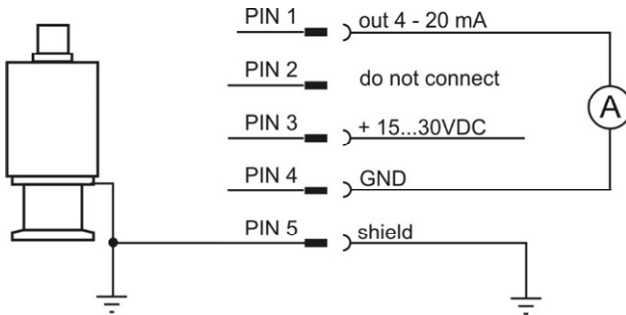 PIN 1 out 4 - 20 mA
PIN 2 do not connect
A
PIN 3 + 15...30VDC
PIN 4 GND
PIN 5 shield